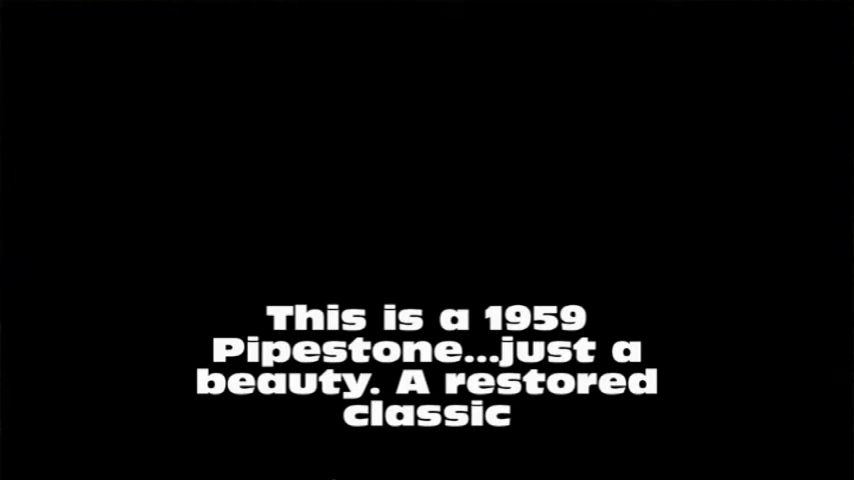 This is a 1959
Pipestone...just a
beauty. A restored
classic